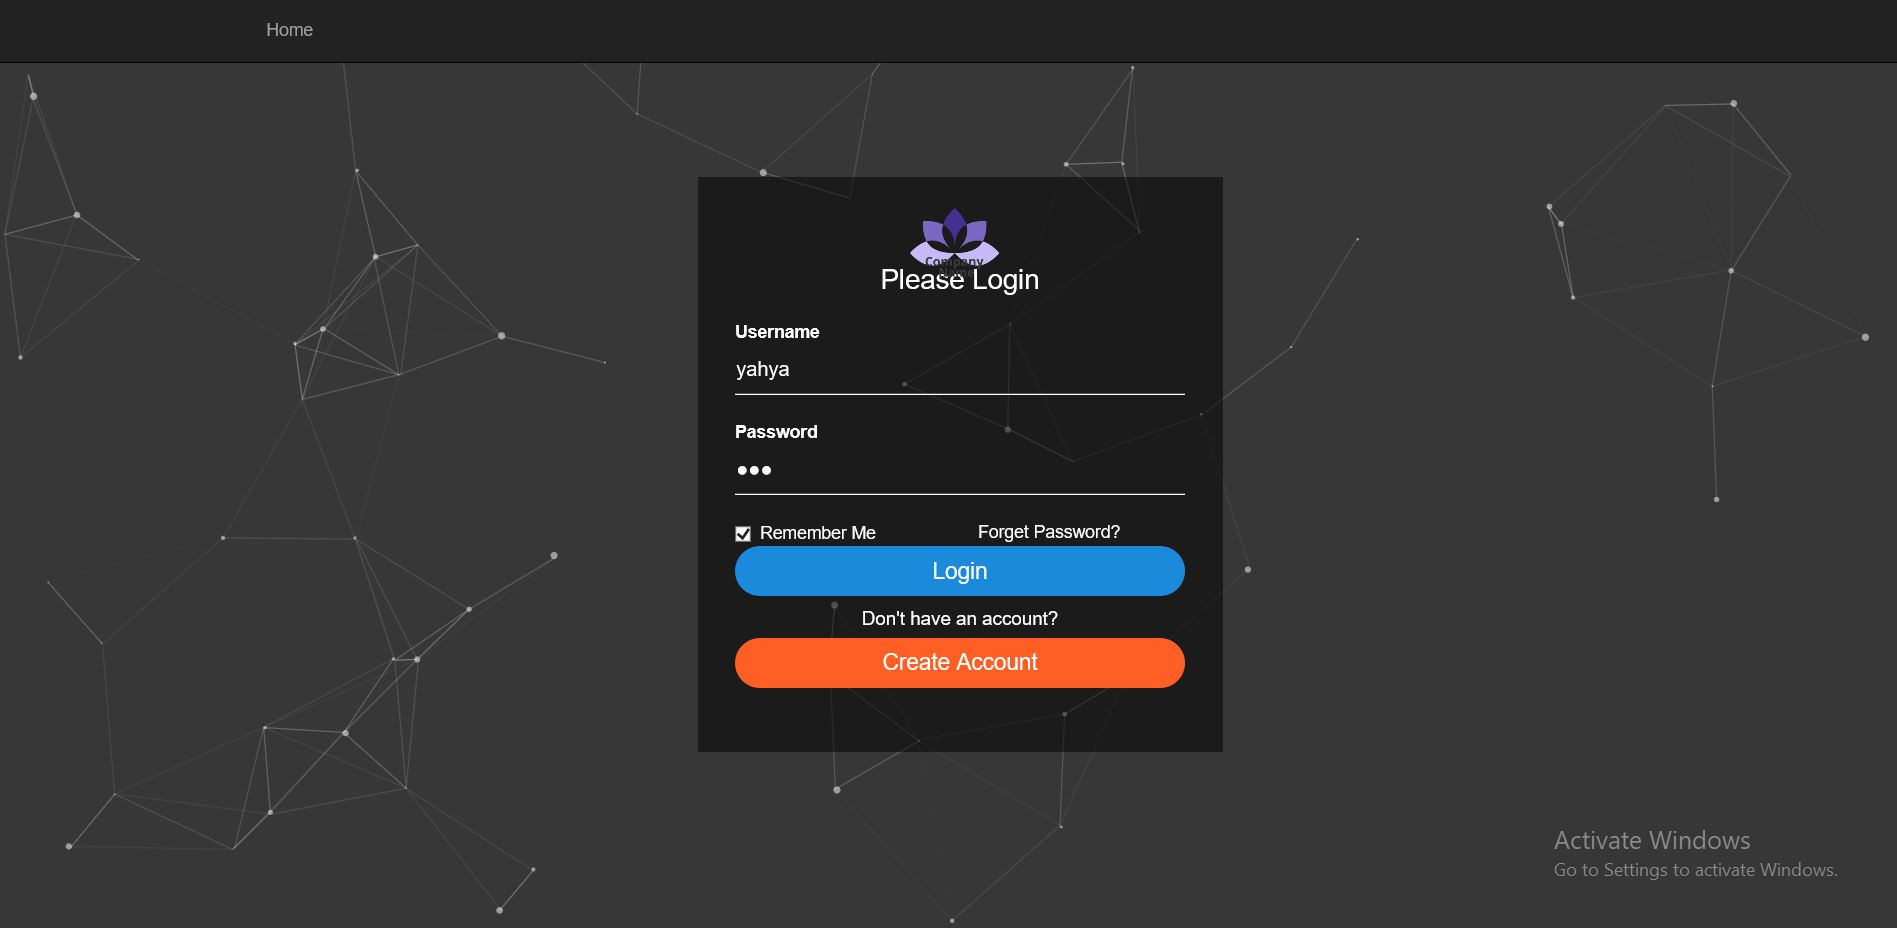 Home
Company
Name
Please Login
Username
yahya
Password
Remember Me
Forget Password?
Login
Don't have an account?
Create Account
Activate Windows
Go to Settings to activate Windows.